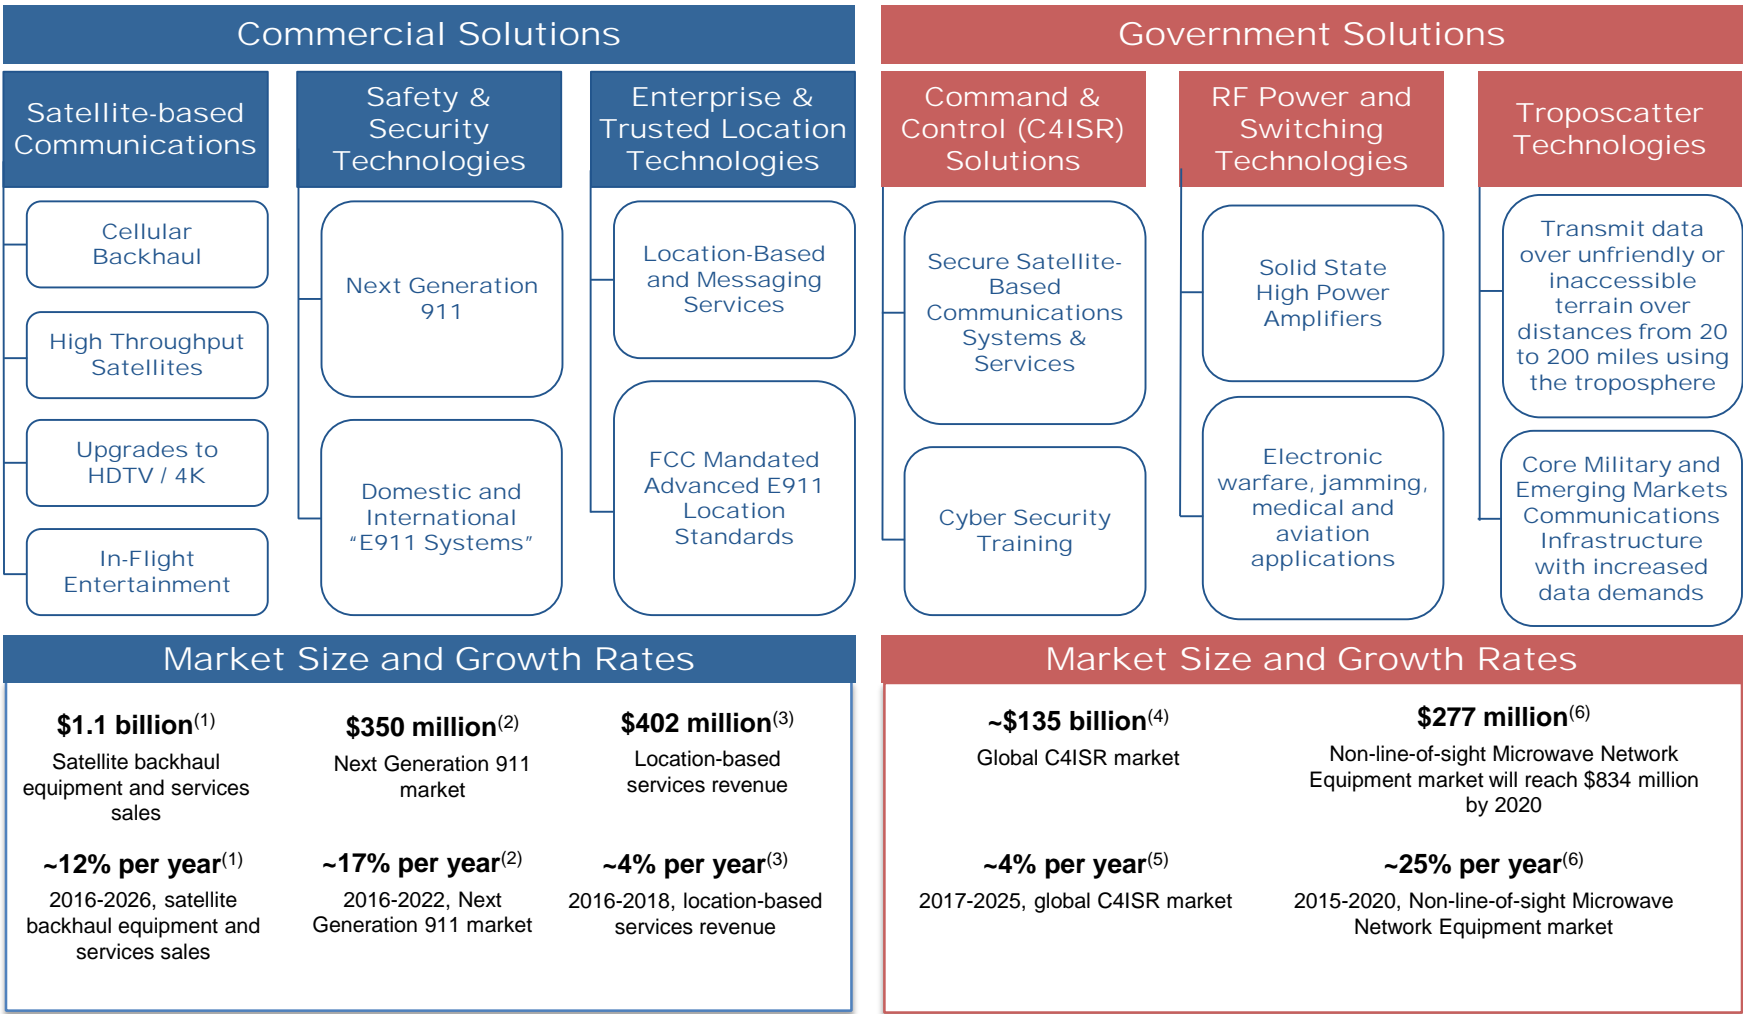 Commercial Solutions
Satellite-based
Communications
Cellular
Backhaul
High Throughput
Satellites
Upgrades to
HDTV / 4K
In-Flight
Entertainment
Safety &
Security
Technologies
Next Generation
911
Domestic and
International
“E911 Systems”
Enterprise &
Trusted Location
Technologies
Location-Based
and Messaging
Services
FCC Mandated
Advanced E911
Location
Standards
Government Solutions
Command &
Control (C4ISR)
Solutions
Secure Satellite-
Based
Communications
Systems &
Services
Cyber Security
Training
RF Power and
Switching
Technologies
Solid State
High Power
Amplifiers
Electronic
warfare, jamming,
medical and
aviation
applications
Troposcatter
Technologies
Transmit data
over unfriendly or
inaccessible
terrain over
distances from 20
to 200 miles using
the troposphere
Core Military and
Emerging Markets
Communications
Infrastructure
with increased
data demands
Market Size and Growth Rates
$1.1 billion(1)
Satellite backhaul
equipment and services
sales
~12% per year(1)
2016-2026, satellite
backhaul equipment and
services sales
$350 million(2)
Next Generation 911
market
~17% per year(2)
2016-2022, Next
Generation 911 market
$402 million(3)
Location-based
services revenue
~4% per year(3)
2016-2018, location-based
services revenue
Market Size and Growth Rates
~$135 billion(4)
Global C4ISR market
~4% per year(5)
2017-2025, global C4ISR market
$277 million(6)
Non-line-of-sight Microwave Network
Equipment market will reach $834 million
by 2020
~25% per year(6)
2015-2020, Non-line-of-sight Microwave
Network Equipment market